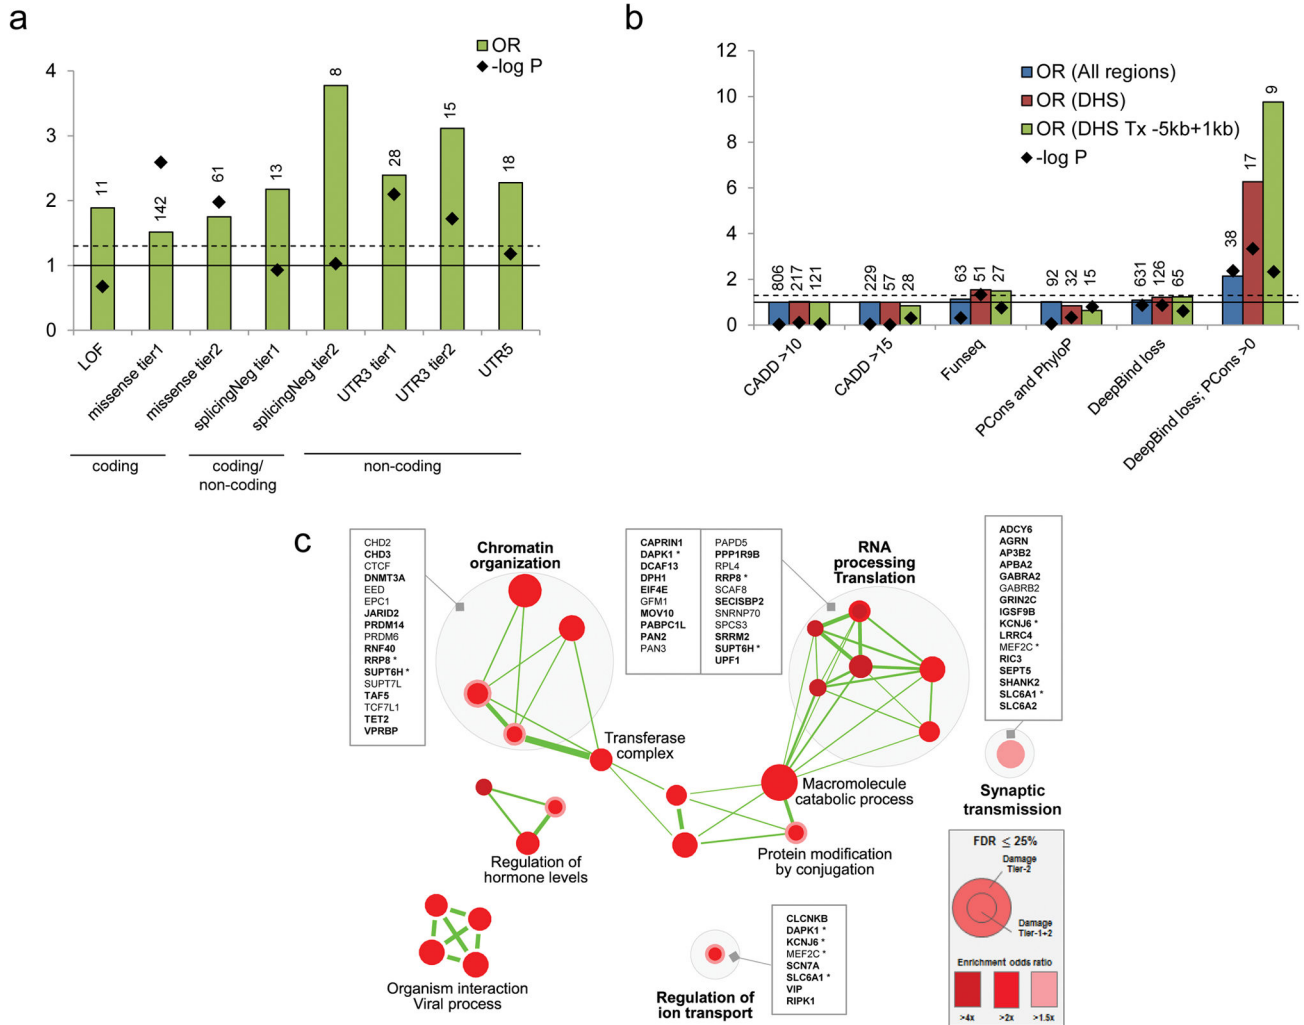 a
OR
-log P
4
3
2
1
0
11
142
61
13
8
28
15
18
LOF
missense tier1
missense tier2
splicingNeg tier1
splicingNeg tier2
UTR3 tier1
UTR3 tier2
UTR5
coding
coding/
non-coding
non-coding
b
12
10
8
6
4
2
0
OR (All regions)
OR (DHS)
OR (DHS Tx -5kb+1kb)
-log P
806
217
121
229
57
28
63
51
27
92
32
15
631
126
65
38
17
9
CADD >10
CADD >15
Funseq
PCons and PhyloP
DeepBind loss
DeepBind loss; PCons >0
c
CHD2
CHD3
CTCF
DNMT3A
EED
EPC1
JARID2
PRDM14
PRDM6
RNF40
RRP8 *
SUPT6H *
SUPT7L
TAF5
TCF7L1
TET2
VPRBP
Chromatin
organization
CAPRIN1
DAPK1 *
DCAF13
DPH1
EIF4E
GFM1
MOV10
PABPC1L
PAN2
PAN3
PAPD5
PPP1R9B
RPL4
RRP8 *
SCAF8
SECISBP2
SNRNP70
SPCS3
SRRM2
SUPT6H *
UPF1
RNA
processing
Translation
ADCY6
AGRN
AP3B2
APBA2
GABRA2
GABRB2
GRIN2C
IGSF9B
KCNJ6 *
LRRC4
MEF2C *
RIC3
SEPT5
SHANK2
SLC6A1 *
SLC6A2
Synaptic
transmission
Transferase
complex
Macromolecule
catabolic process
Protein modification
by conjugation
Regulation of
hormone levels
Organism interaction
Viral process
Regulation of
ion transport
CLCNKB
DAPK1 *
KCNJ6 *
MEF2C *
SCN7A
SLC6A1 *
VIP
RIPK1
FDR ≤ 25%
Damage
Tier-2
Damage
Tier-1+2
Enrichment odds ratio
>4x
>2x
>1.5x